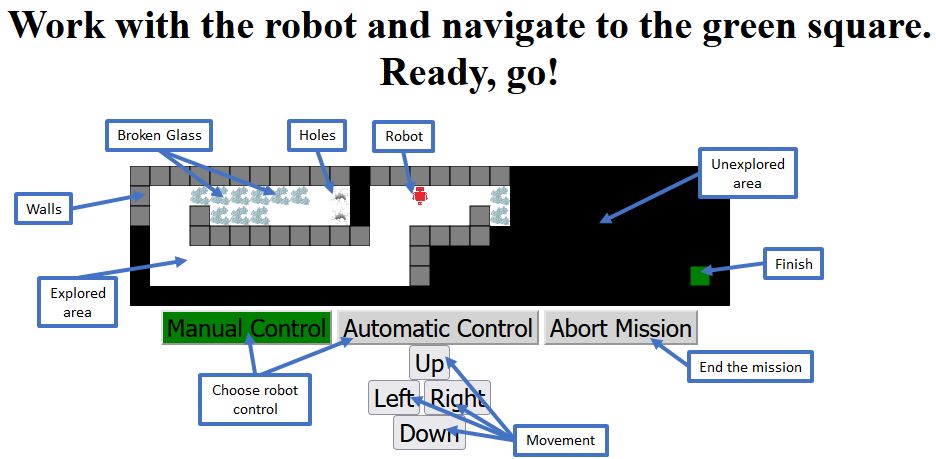 Work with the robot and navigate to the green square.
Ready, go!
Broken Glass
Holes
Robot
Unexplored
area
Walls
Finish
Explored
area
Manual Control
Automatic Control
Abort Mission
Up
End the mission
Choose robot
control
Left
Right
Down
Movement